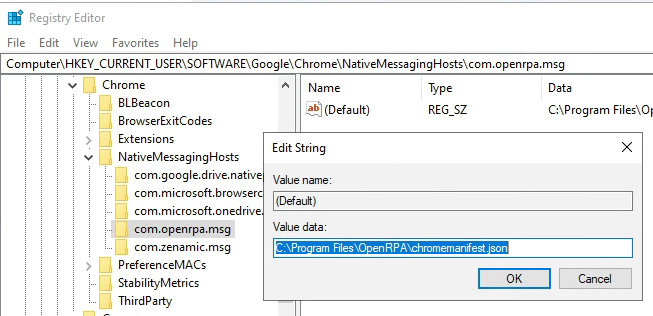 Registry Editor
File Edit View Favorites Help
Computer\HKEY_CURRENT_USER\SOFTWARE\Google\Chrome\NativeMessagingHosts\com.openrpa.msg
Chrome
BLBeacon
BrowserExitCodes
Extensions
NativeMessagingHosts
com.google.drive.native
com.microsoft.browserc
com.microsoft.onedrive.
com.openrpa.msg
com.zenamic.msg
PreferenceMACs
StabilityMetrics
ThirdParty
Name Type Data
ab (Default) REG_SZ C:\Program Files\O
Edit String
Value name:
(Default)
Value data:
C:\Program Files\OpenRPA\chromemanifest.json
OK Cancel